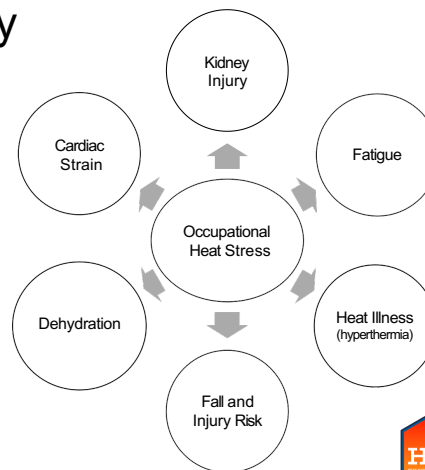 y
Kidney
Injury
Cardiac
Strain
Fatigue
Occupational
Heat Stress
Dehydration
Heat Illness
(hyperthermia)
Fall and
Injury Risk
H